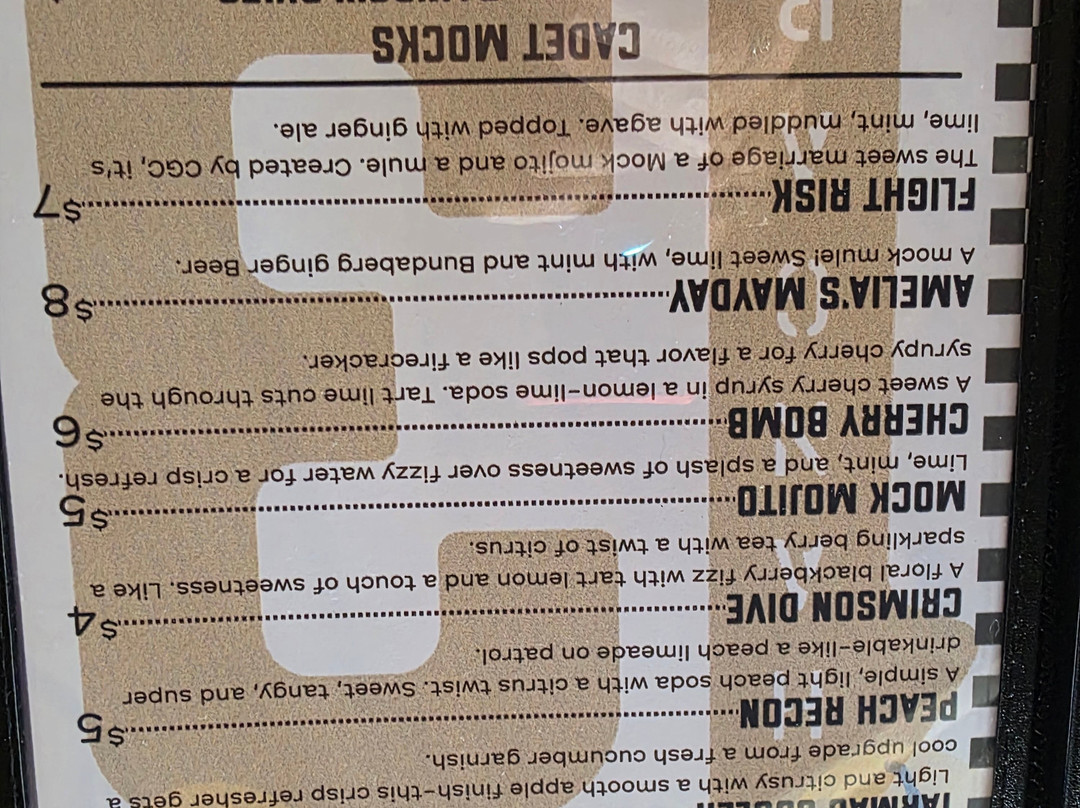 TARMAC COOLER
Light and citrusy with a smooth apple finish-this crisp refresher gets a
cool upgrade from a fresh cucumber garnish.
PEACH RECON........................$5
A simple, light peach soda with a citrus twist. Sweet, tangy, and super
drinkable-like a peach limeade on patrol.
CRIMSON DIVE........................$4
A floral blackberry fizz with tart lemon and a touch of sweetness. Like a
sparkling berry tea with a twist of citrus.
MOCK MOJITO........................$5
Lime, mint, and a splash of sweetness over fizzy water for a crisp refresh.
CHERRY BOMB........................$6
A sweet cherry syrup in a lemon-lime soda. Tart lime cuts through the
syrupy cherry for a flavor that pops like a firecracker.
AMELIA'S MAYDAY........................$8
A mock mule! Sweet lime, with mint and Bundaberg ginger Beer.
FLIGHT RISK........................$7
The sweet marriage of a Mock mojito and a mule. Created by CGC, it's
lime, mint, muddled with agave. Topped with ginger ale.
CADET MOCKS